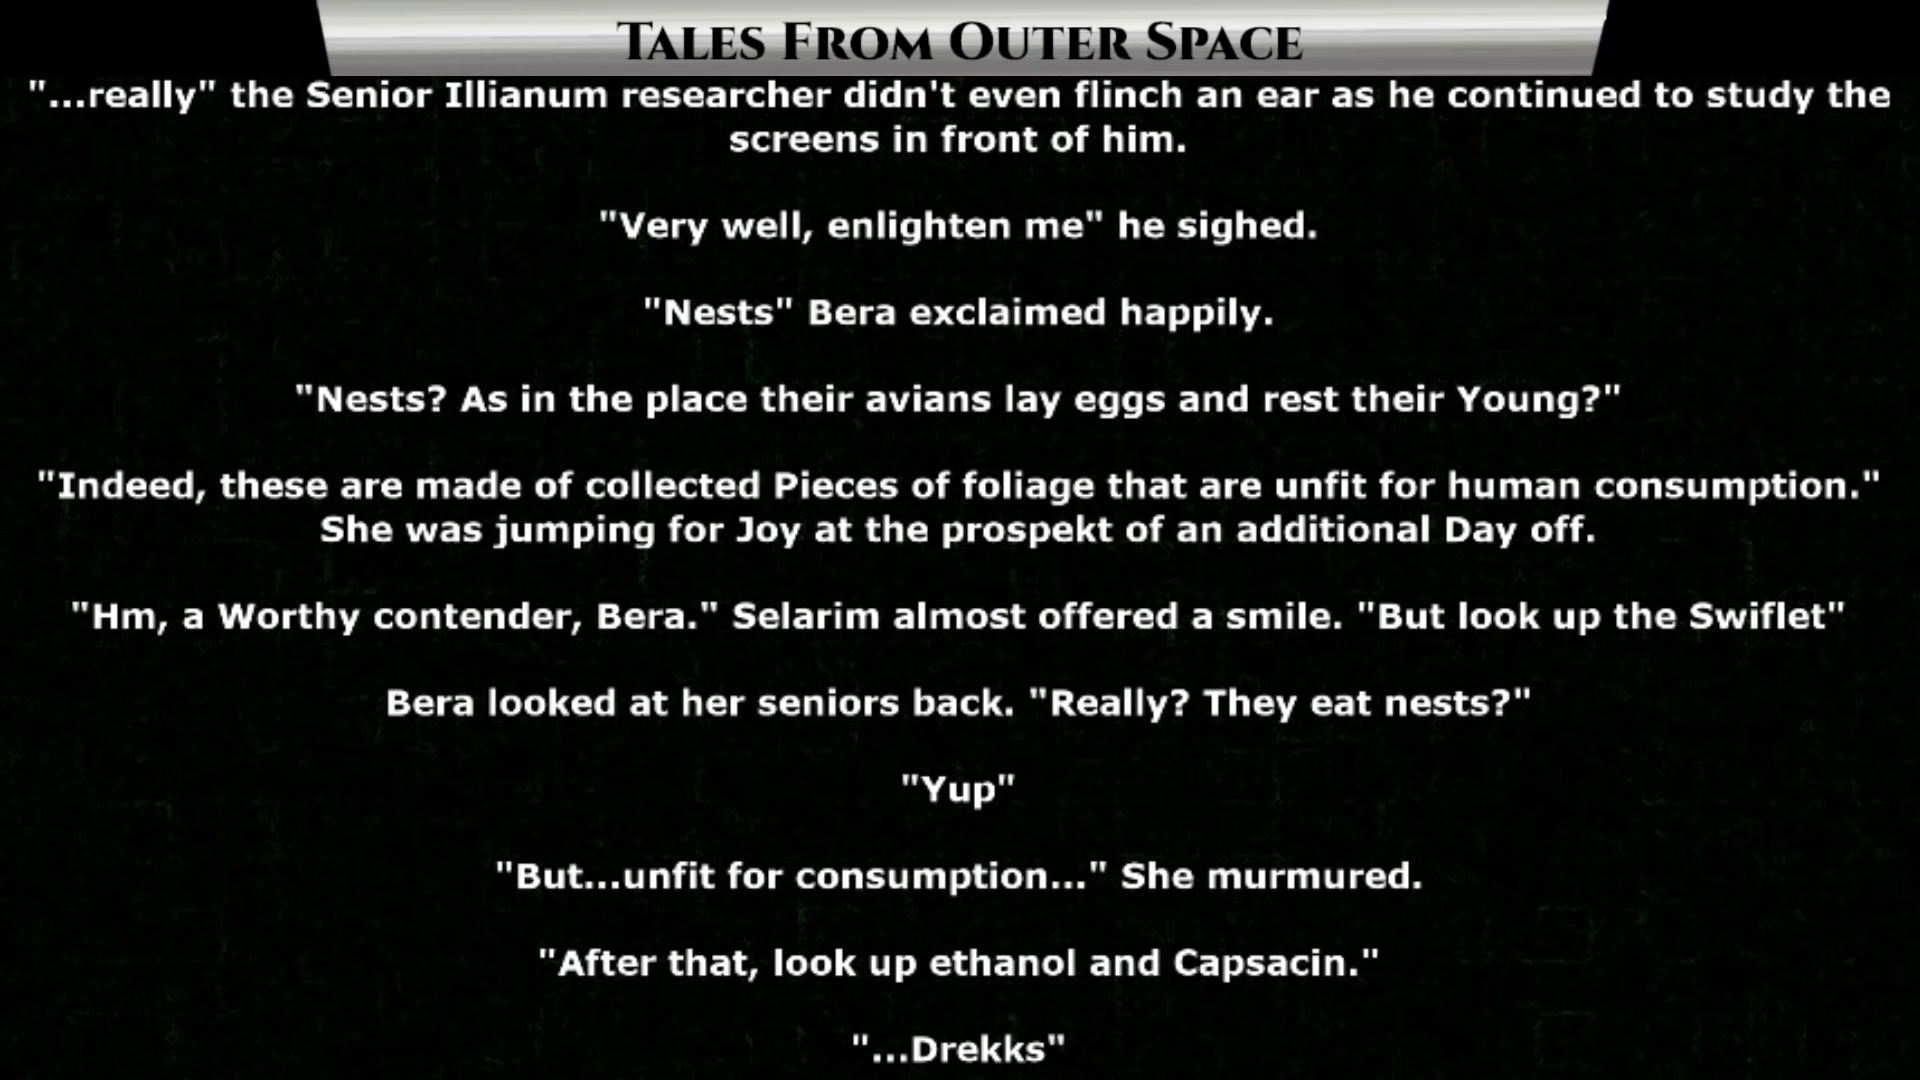 Tales From Outer Space
"...really" the Senior Illianum researcher didn't even flinch an ear as he continued to study the
screens in front of him.
"Very well, enlighten me" he sighed.
"Nests" Bera exclaimed happily.
"Nests? As in the place their avians lay eggs and rest their Young?"
"Indeed, these are made of collected Pieces of foliage that are unfit for human consumption."
She was jumping for Joy at the prospekt of an additional Day off.
"Hm, a Worthy contender, Bera." Selarim almost offered a smile. "But look up the Swiflet"
Bera looked at her seniors back. "Really? They eat nests?"
"Yup"
"But...unfit for consumption..." She murmured.
"After that, look up ethanol and Capsacin."
"...Drekks"